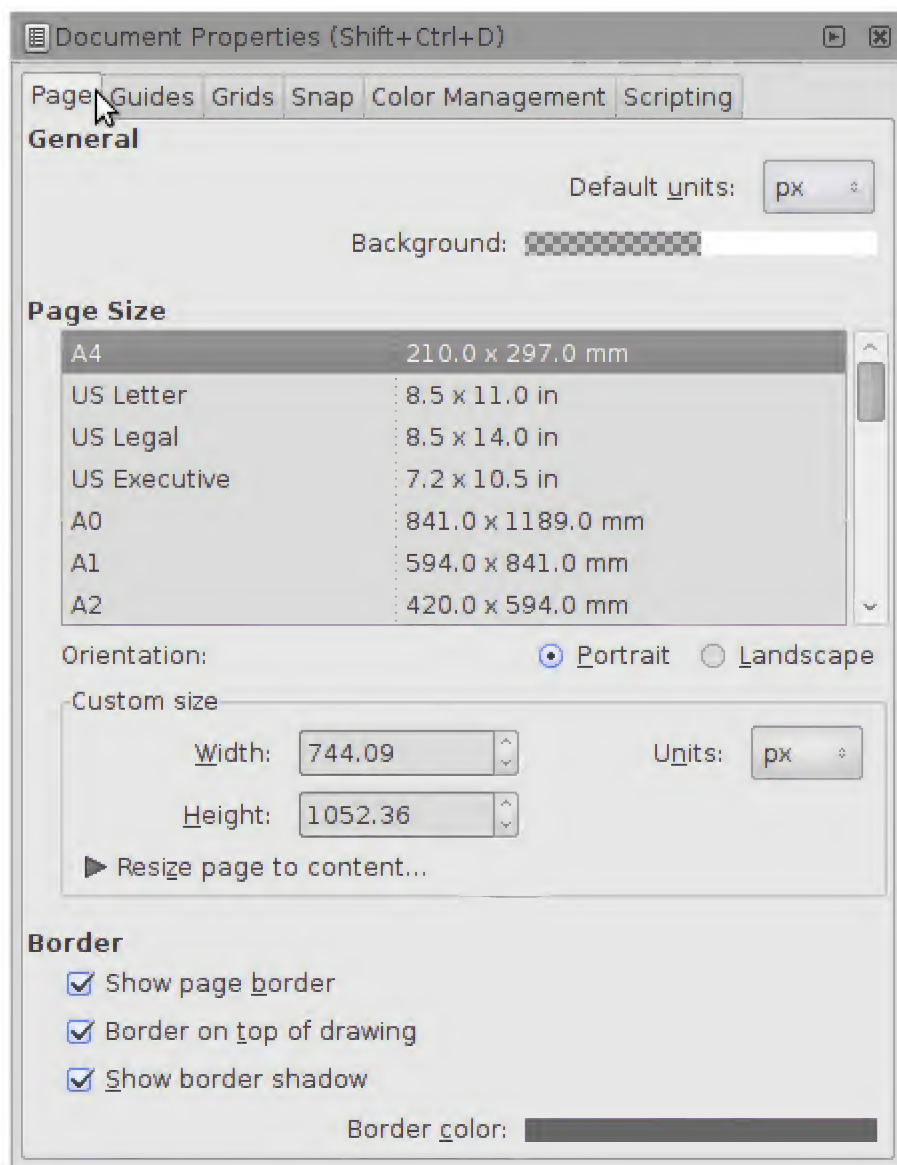 Document Properties (Shift+Ctrl+D)
Page Guides Grids Snap Color Management Scripting
General
Default units: px
Background:
Page Size
A4 210.0 x 297.0 mm
US Letter 8.5 x 11.0 in
US Legal 8.5 x 14.0 in
US Executive 7.2 x 10.5 in
A0 841.0 x 1189.0 mm
A1 594.0 x 841.0 mm
A2 420.0 x 594.0 mm
Orientation: Portrait Landscape
Custom size
Width: 744.09 Units: px
Height: 1052.36
Resize page to content...
Border
Show page border
Border on top of drawing
Show border shadow
Border color: